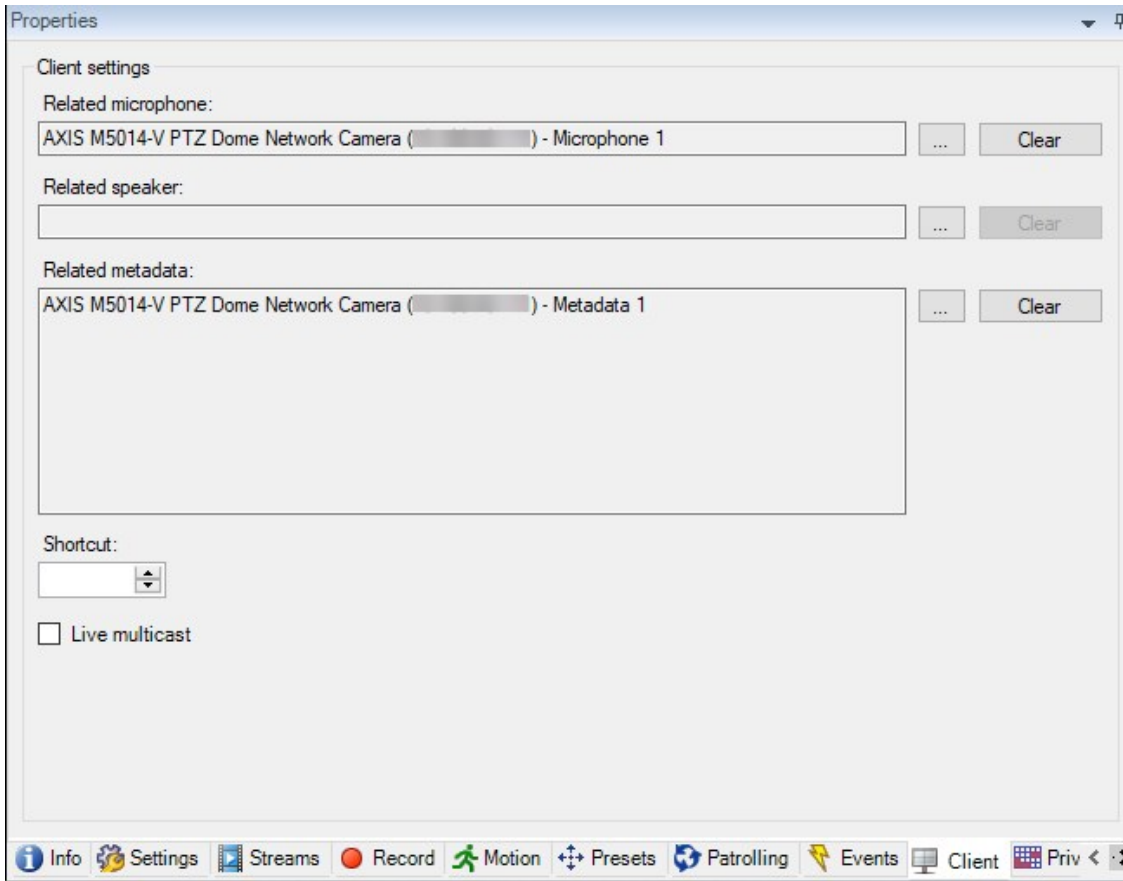 Properties
Client settings
Related microphone:
AXIS M5014-V PTZ Dome Network Camera ( ) - Microphone 1
... Clear
Related speaker:
... Clear
Related metadata:
AXIS M5014-V PTZ Dome Network Camera ( ) - Metadata 1
... Clear
Shortcut:
Live multicast
Info Settings Streams Record Motion Presets Patrolling Events Client Priv